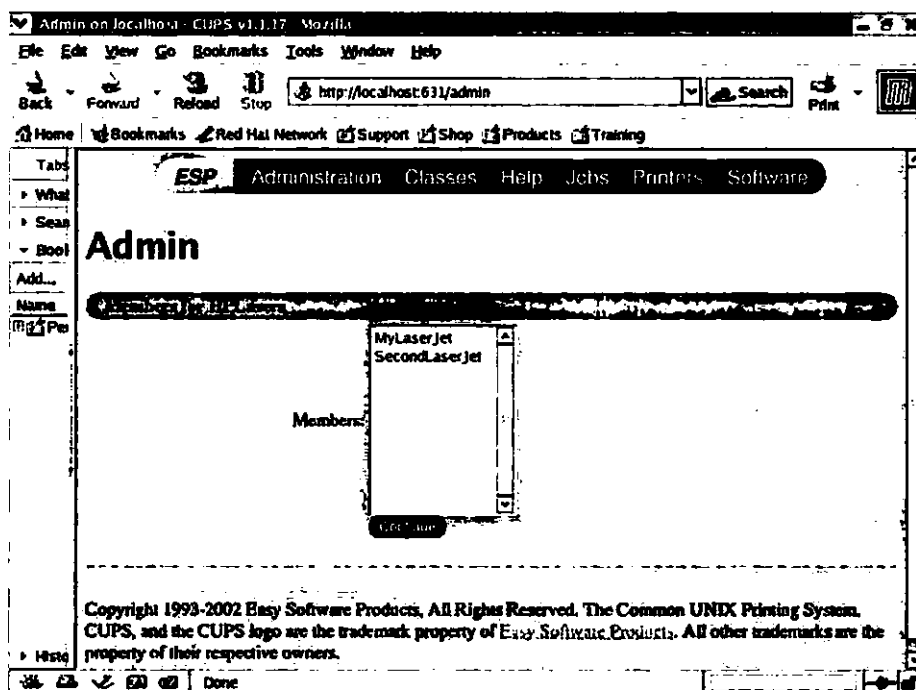 Admin on localhost - CUPS v1.1.17 - Mozilla
File Edit View Go Bookmarks Tools Window Help
Back Forward Reload Stop http://localhost:631/admin Search Print
Home Bookmarks Red Hat Network Support Shop Products Training
Tabs
ESP Administration Classes Help Jobs Printers Software
What
Sear
Book
Admin
Add...
Name
Members for
Per
MyLaserJet
SecondLaserJet
Members:
Continue
Copyright 1993-2002 Easy Software Products, All Rights Reserved. The Common UNIX Printing System,
CUPS, and the CUPS logo are the trademark property of Easy Software Products. All other trademarks are the
property of their respective owners.
Histo
Done